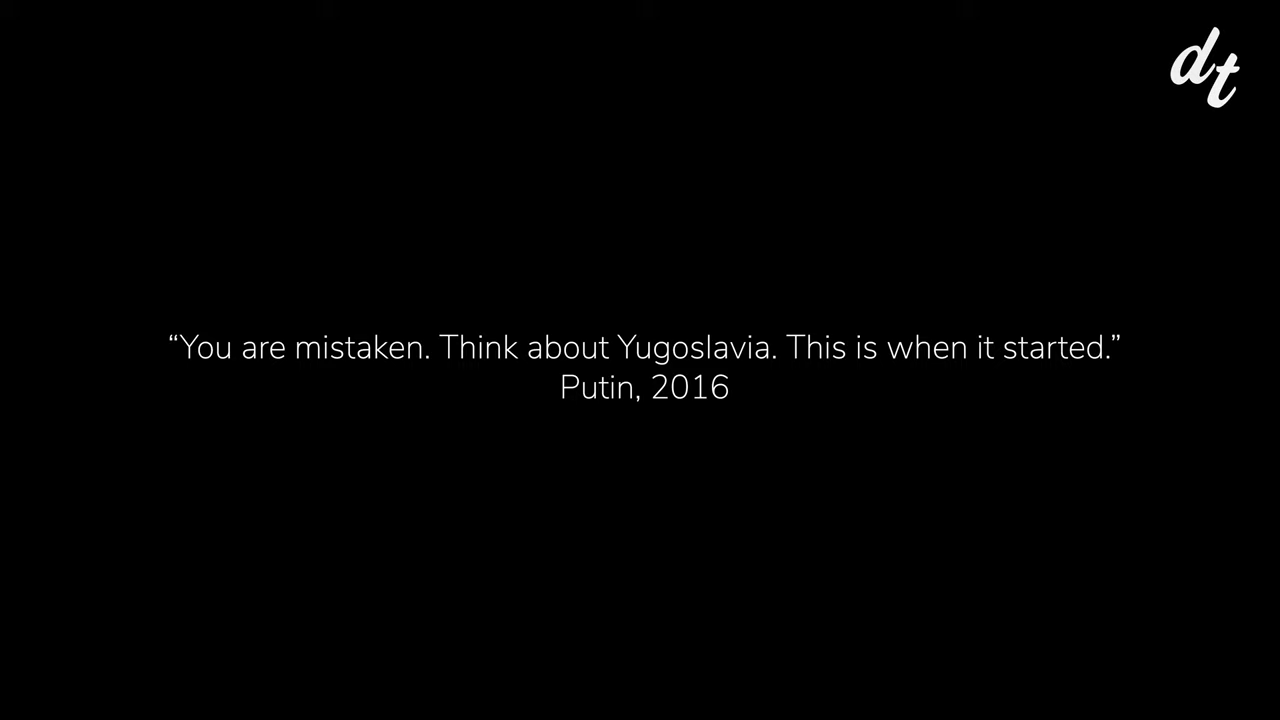 dt
“You are mistaken. Think about Yugoslavia. This is when it started.”
Putin, 2016